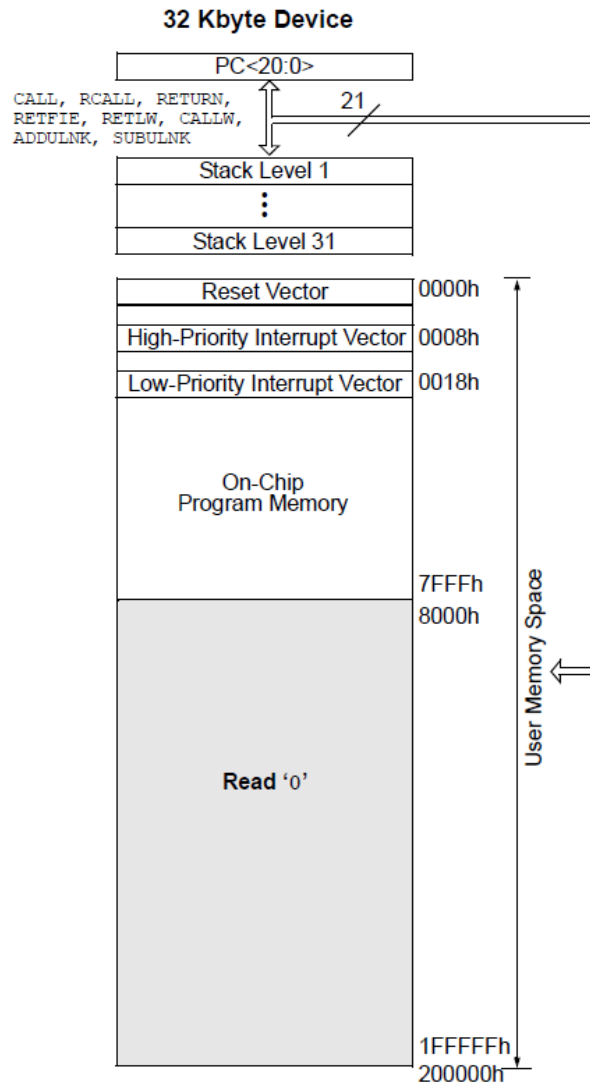 32 Kbyte Device
PC<20:0>
CALL, RCALL, RETURN,
RETFIE, RETLW, CALLW,
ADDULNK, SUBULNK
21
Stack Level 1
Stack Level 31
Reset Vector
0000h
High-Priority Interrupt Vector
0008h
Low-Priority Interrupt Vector
0018h
On-Chip
Program Memory
7FFFh
8000h
User Memory Space
Read ‘0’
1FFFFFh
200000h